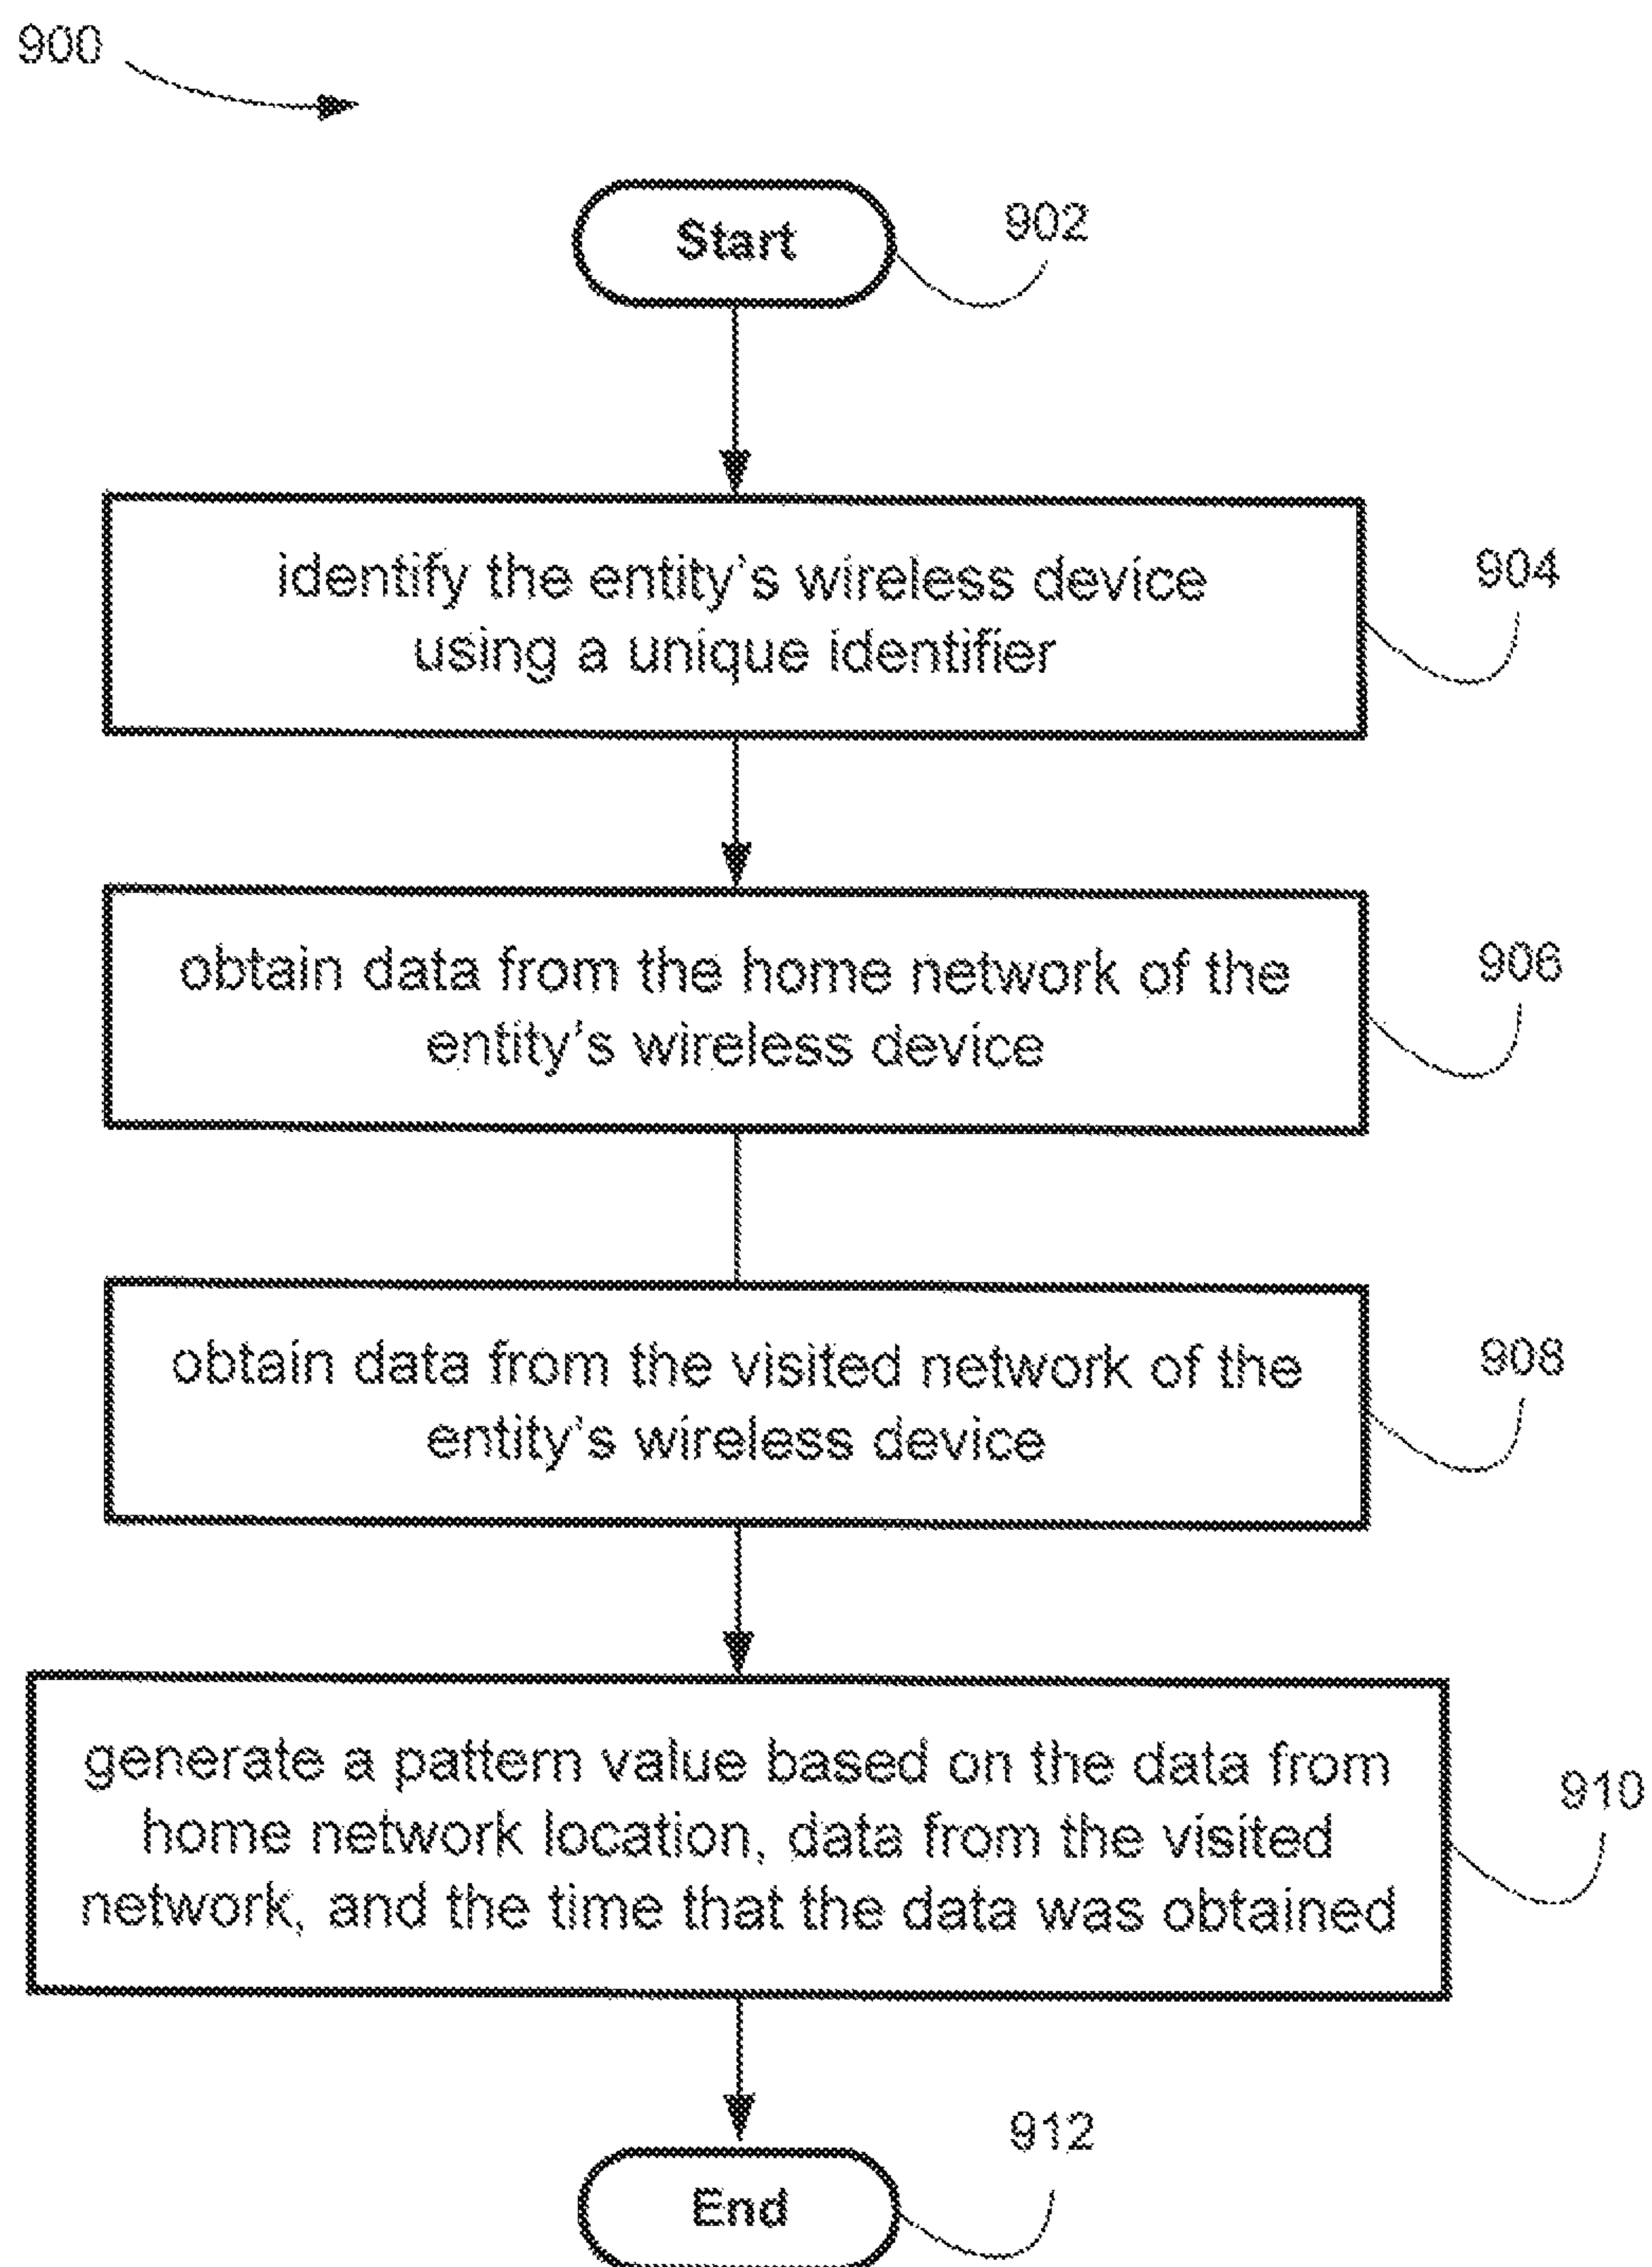 900
Start
902
identify the entity's wireless device
using a unique identifier
904
obtain data from the home network of the
entity's wireless device
906
obtain data from the visited network of the
entity's wireless device
908
generate a pattern value based on the data from
home network location, data from the visited
network, and the time that the data was obtained
910
End
912